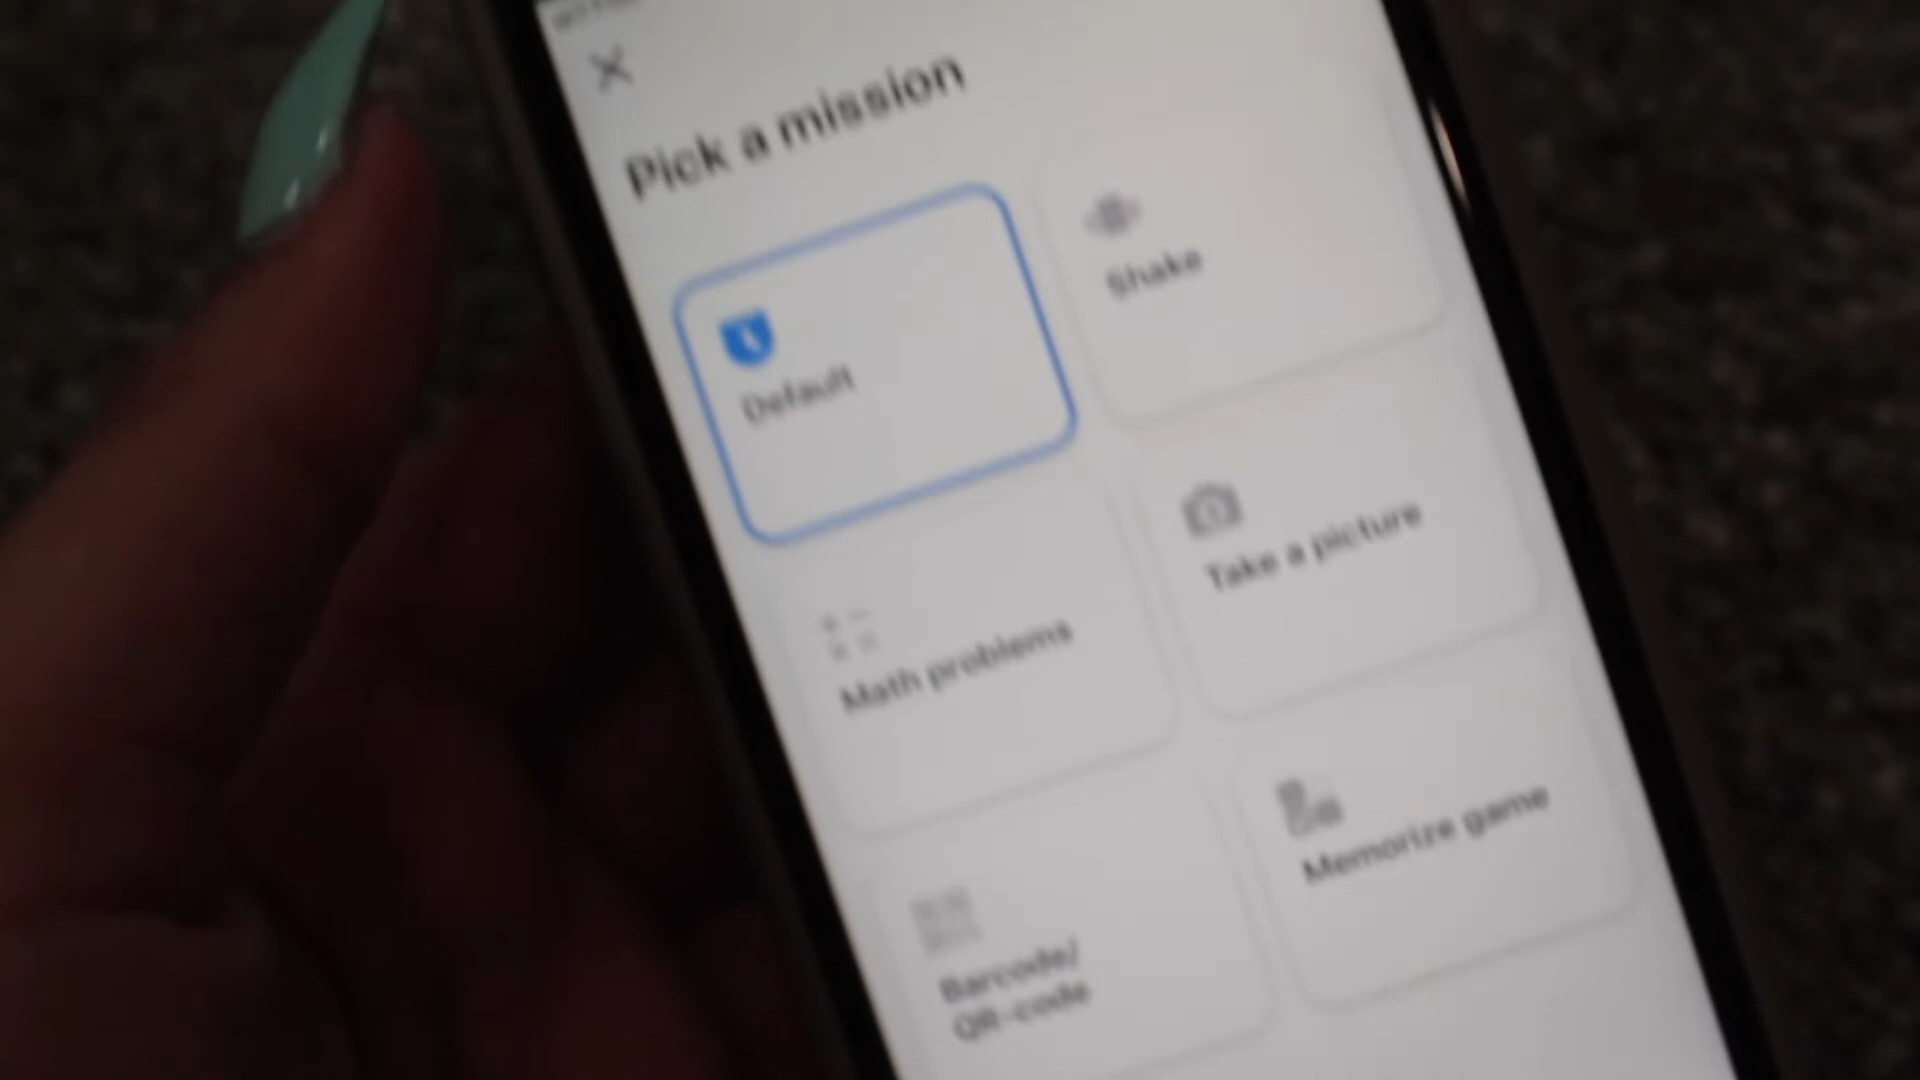 Pick a mission
Default
Shake
Math problems
Take a picture
Barcode/
QR-code
Memorize game